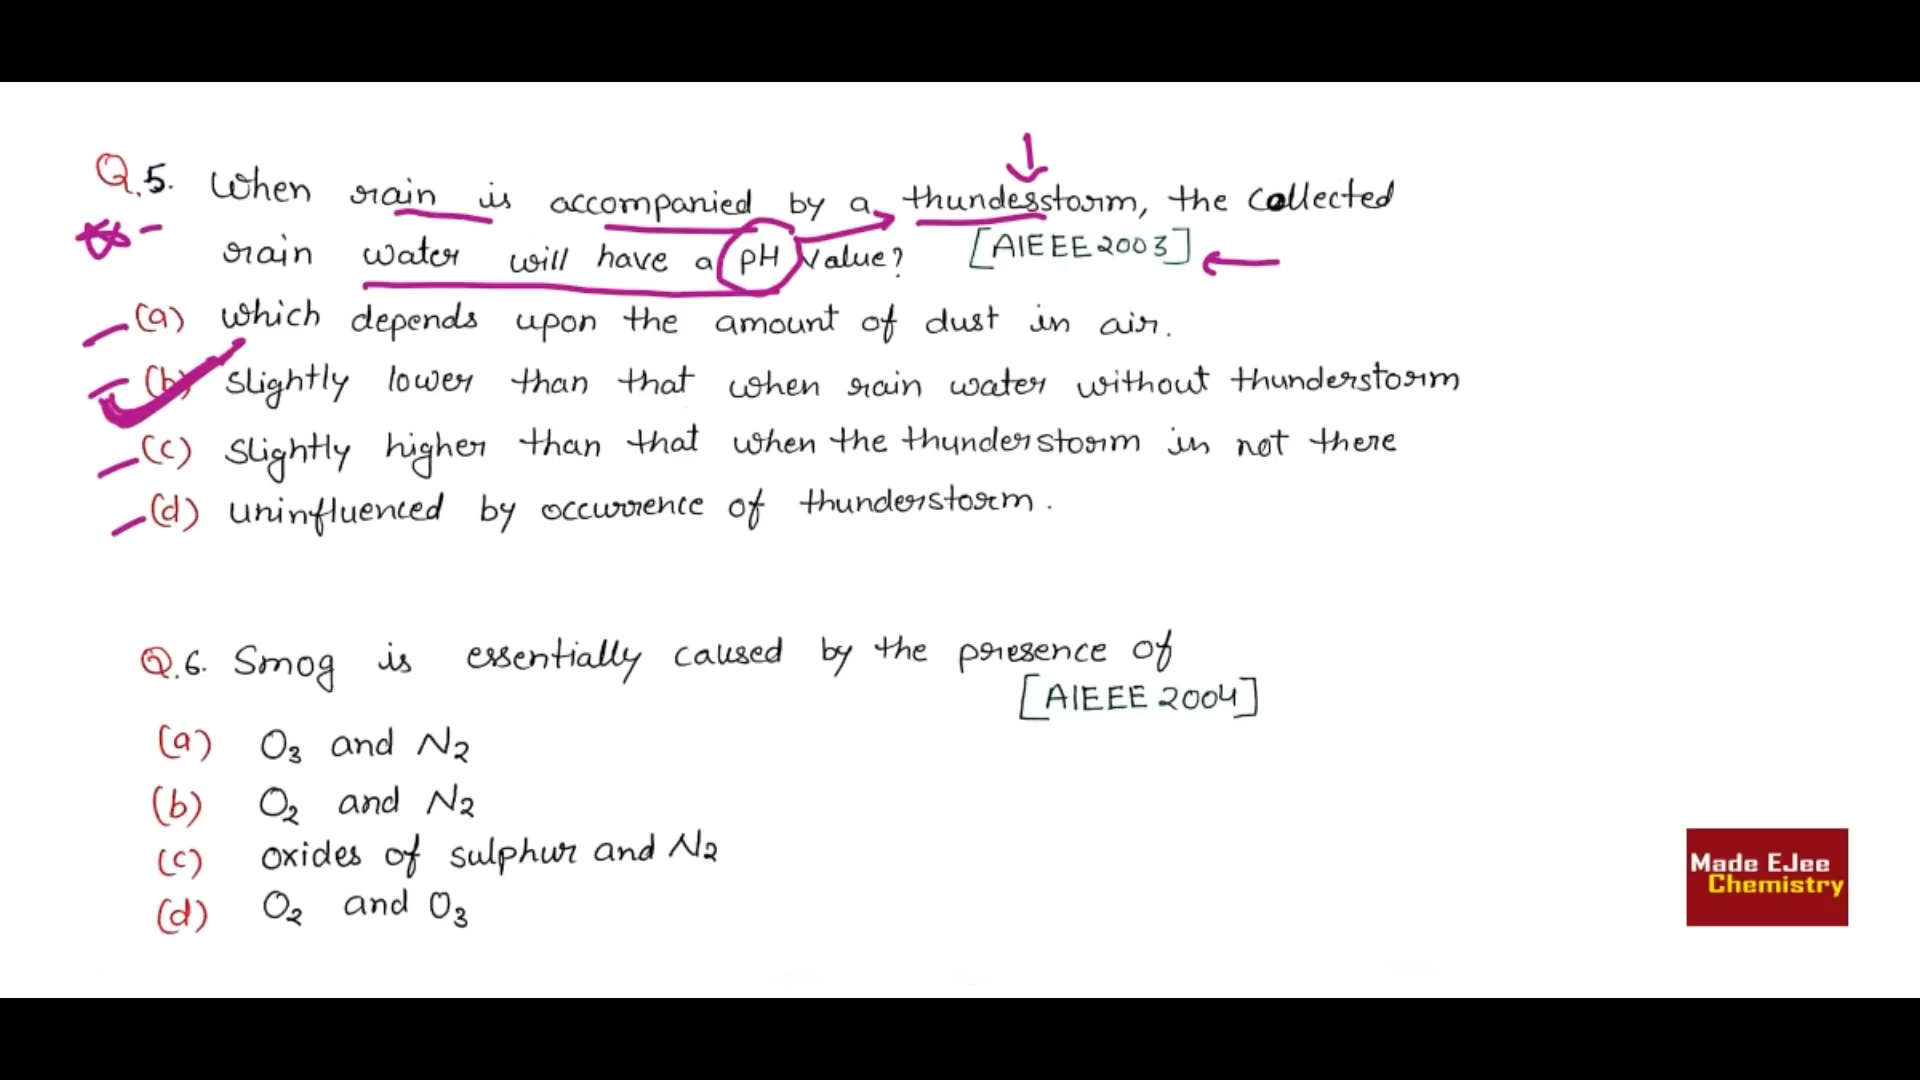 Q.5. When rain is accompanied by a thundesstorm, the collected
rain water will have a pH value? [AIEEE 2003]
(a) which depends upon the amount of dust in air.
(b) slightly lower than that when rain water without thunderstorm
(c) slightly higher than that when the thunderstorm is not there
(d) uninfluenced by occurrence of thunderstorm.
Q.6. Smog is essentially caused by the presence of
[AIEEE 2004]
(a) O3 and N2
(b) O2 and N2
(c) oxides of sulphur and N2
(d) O2 and O3
Made EJee
Chemistry